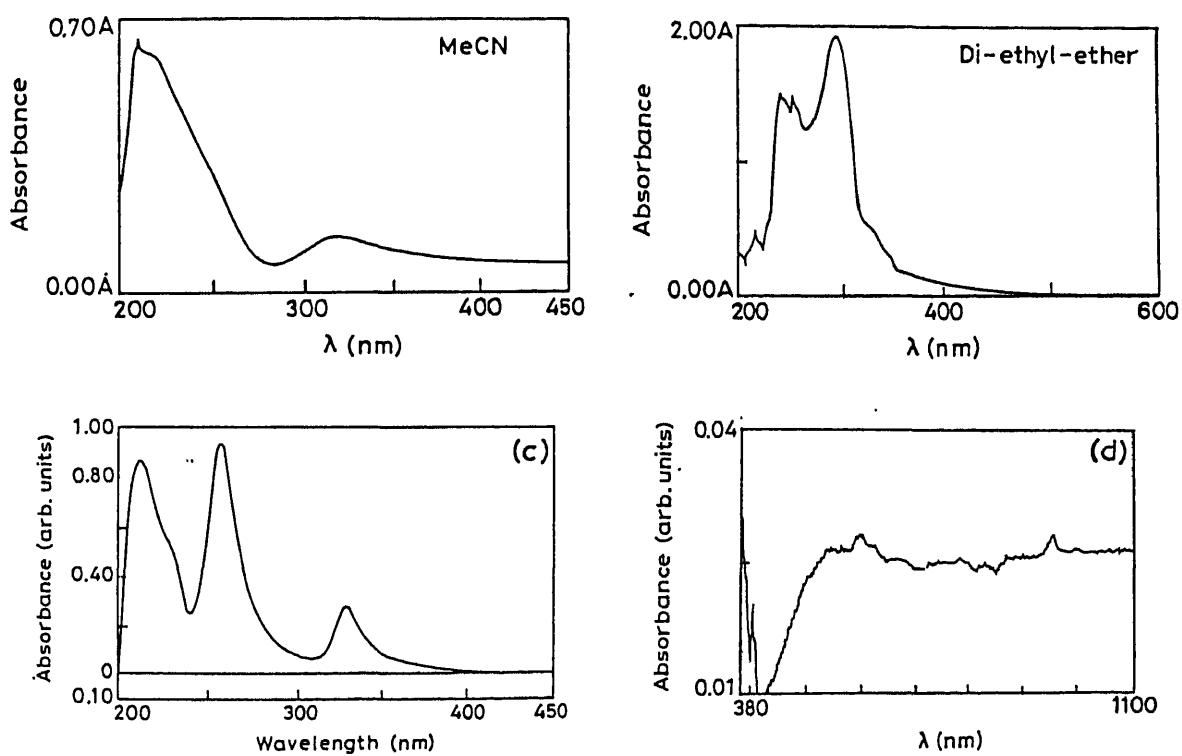 0.70A
MeCN
Absorbance
0.00Å
200
300
400
450
λ (nm)
2.00A
Di-ethyl-ether
Absorbance
0.00A
200
400
600
λ (nm)
1.00
(c)
Absorbance (arb. units)
0.80
0.40
0
0.10
200
300
400
450
Wavelength (nm)
0.04
(d)
Absorbance (arb. units)
0.01
380
1100
λ (nm)